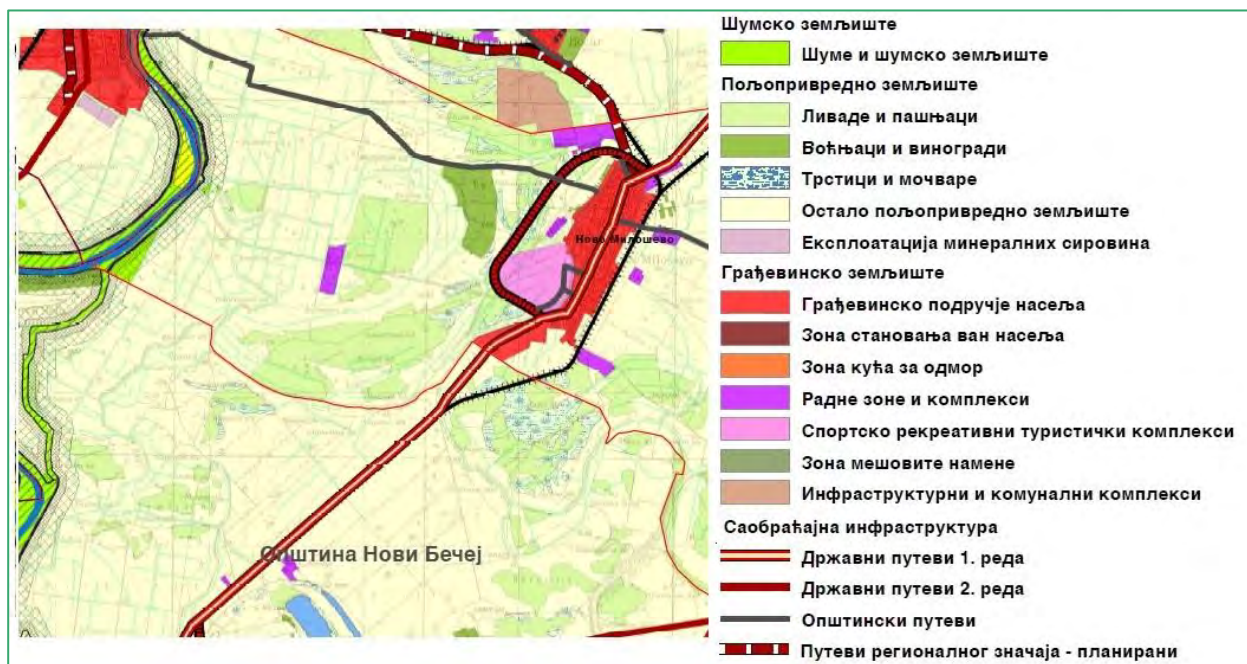 Ново Милошево
Општина Нови Бечеј
Шумско земљиште
Шуме и шумско земљиште
Пољопривредно земљиште
Ливаде и пашњаци
Воћњаци и виногради
Трстици и мочваре
Остало пољопривредно земљиште
Експлоатација минералних сировина
Грађевинско земљиште
Грађевинско подручје насеља
Зона становања ван насеља
Зона кућа за одмор
Радне зоне и комплекси
Спортско рекреативни туристички комплекси
Зона мешовите намене
Инфраструктурни и комунални комплекси
Саобраћајна инфраструктура
Државни путеви 1. реда
Државни путеви 2. реда
Општински путеви
Путеви регионалног значаја - планирани